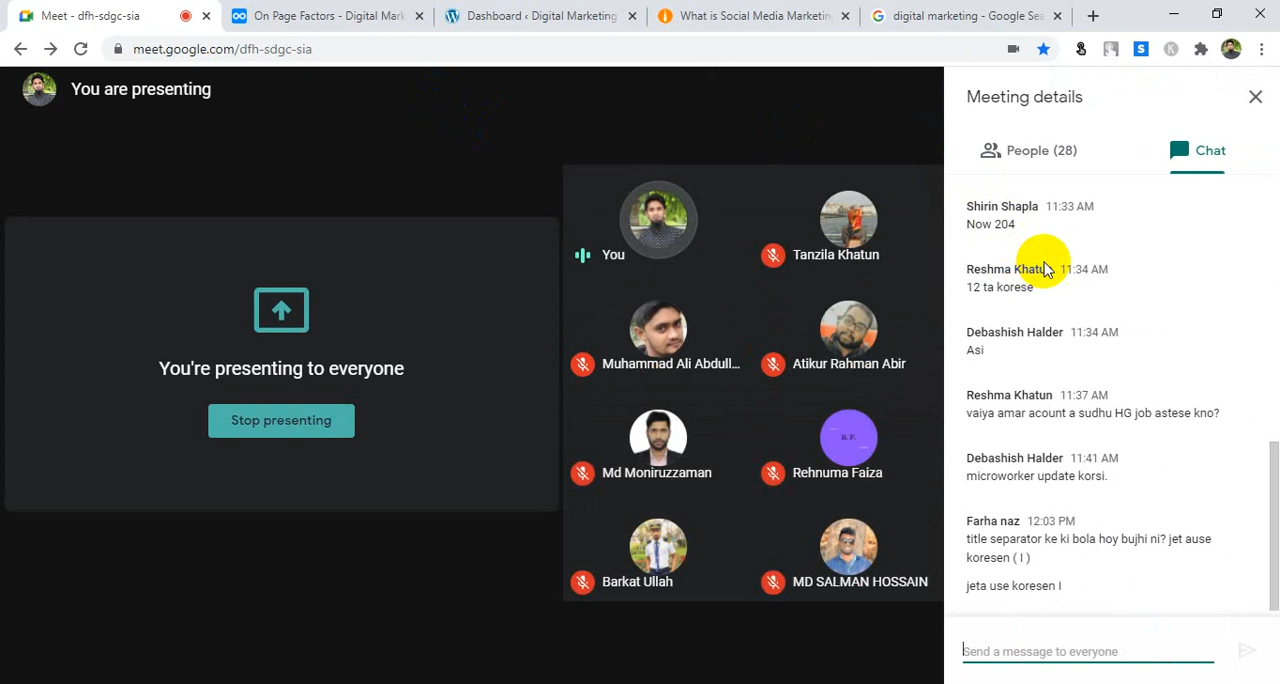 Meet - dfh-sdgc-sia
On Page Factors - Digital Mark
Dashboard ‹ Digital Marketing
What is Social Media Marketing
digital marketing - Google Sea
meet.google.com/dfh-sdgc-sia
You are presenting
You're presenting to everyone
Stop presenting
You
Tanzila Khatun
Muhammad Ali Abdull...
Atikur Rahman Abir
Md Moniruzzaman
R. F.
Rehnuma Faiza
Barkat Ullah
MD SALMAN HOSSAIN
Meeting details
People (28)
Chat
Shirin Shapla 11:33 AM
Now 204
Reshma Khatun 11:34 AM
12 ta korese
Debashish Halder 11:34 AM
Asi
Reshma Khatun 11:37 AM
vaiya amar acount a sudhu HG job astese kno?
Debashish Halder 11:41 AM
microworker update korsi.
Farha naz 12:03 PM
title separator ke ki bola hoy bujhi ni? jet ause
koresen ( I )
jeta use koresen I
Send a message to everyone